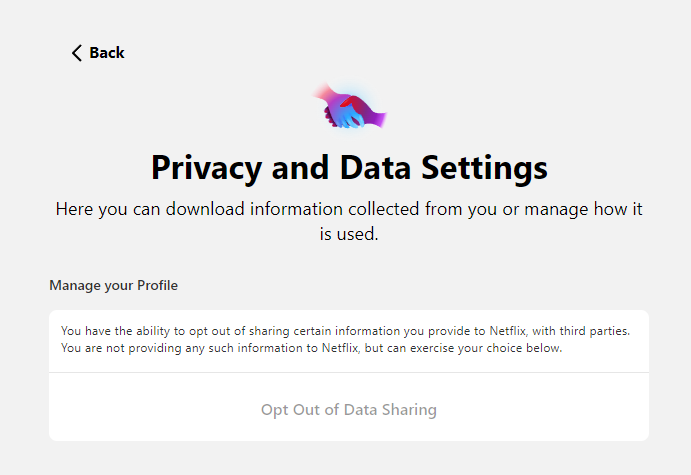 Back
Privacy and Data Settings
Here you can download information collected from you or manage how it
is used.
Manage your Profile
You have the ability to opt out of sharing certain information you provide to Netflix, with third parties.
You are not providing any such information to Netflix, but can exercise your choice below.
Opt Out of Data Sharing